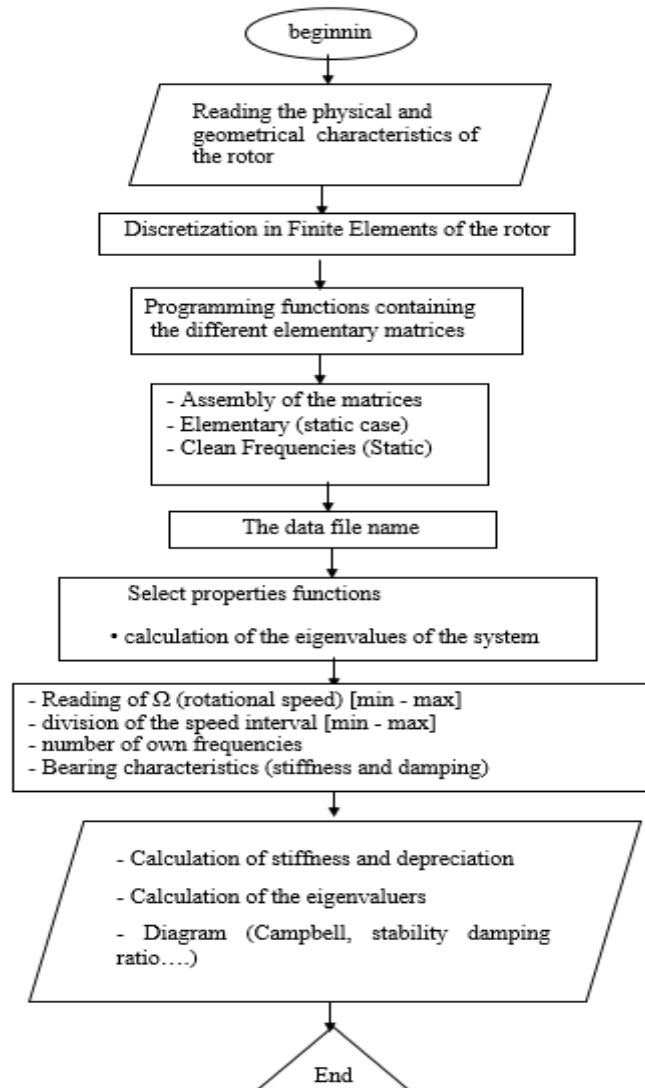 beginnin
Reading the physical and
geometrical characteristics of
the rotor
Discretization in Finite Elements of the rotor
Programming functions containing
the different elementary matrices
- Assembly of the matrices
- Elementary (static case)
- Clean Frequencies (Static)
The data file name
Select properties functions
• calculation of the eigenvalues of the system
- Reading of Ω (rotational speed) [min - max]
- division of the speed interval [min - max]
- number of own frequencies
- Bearing characteristics (stiffness and damping)
- Calculation of stiffness and depreciation
- Calculation of the eigenvaluers
- Diagram (Campbell, stability damping
ratio….)
End